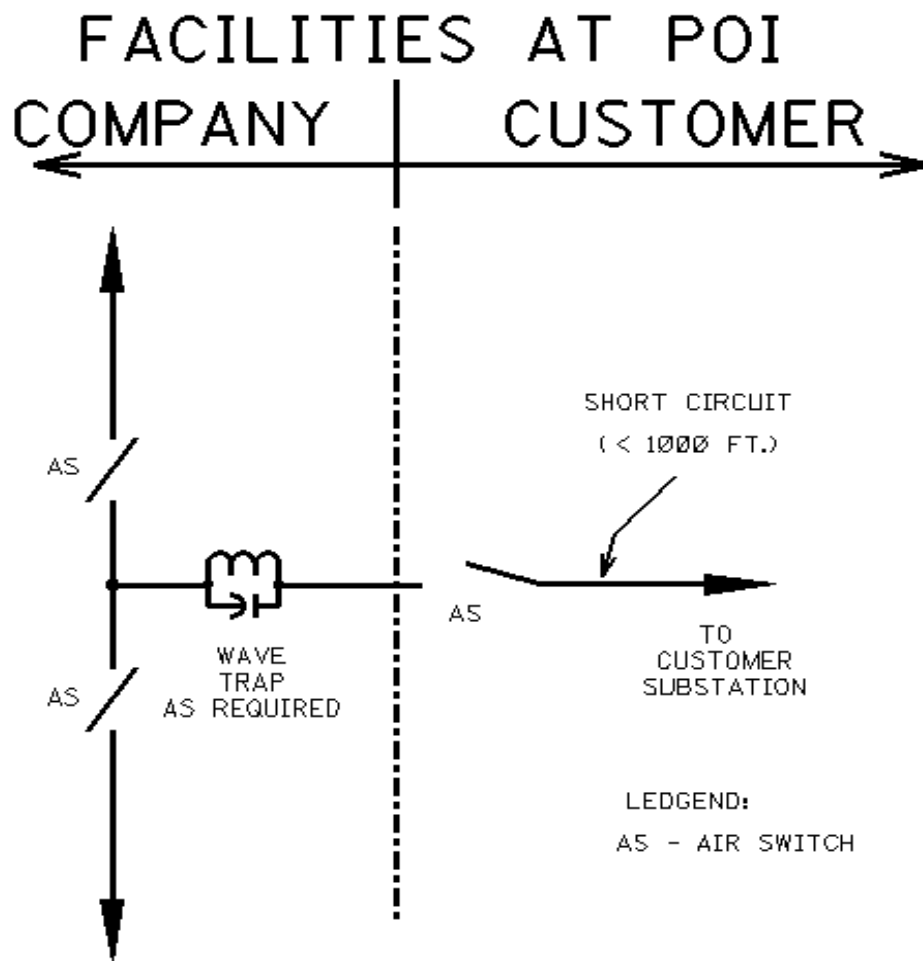 FACILITIES AT POI
COMPANY
CUSTOMER
SHORT CIRCUIT
(< 1000 FT.)
AS
AS
TO
CUSTOMER
SUBSTATION
WAVE
TRAP
AS REQUIRED
AS
LEDGEND:
AS - AIR SWITCH